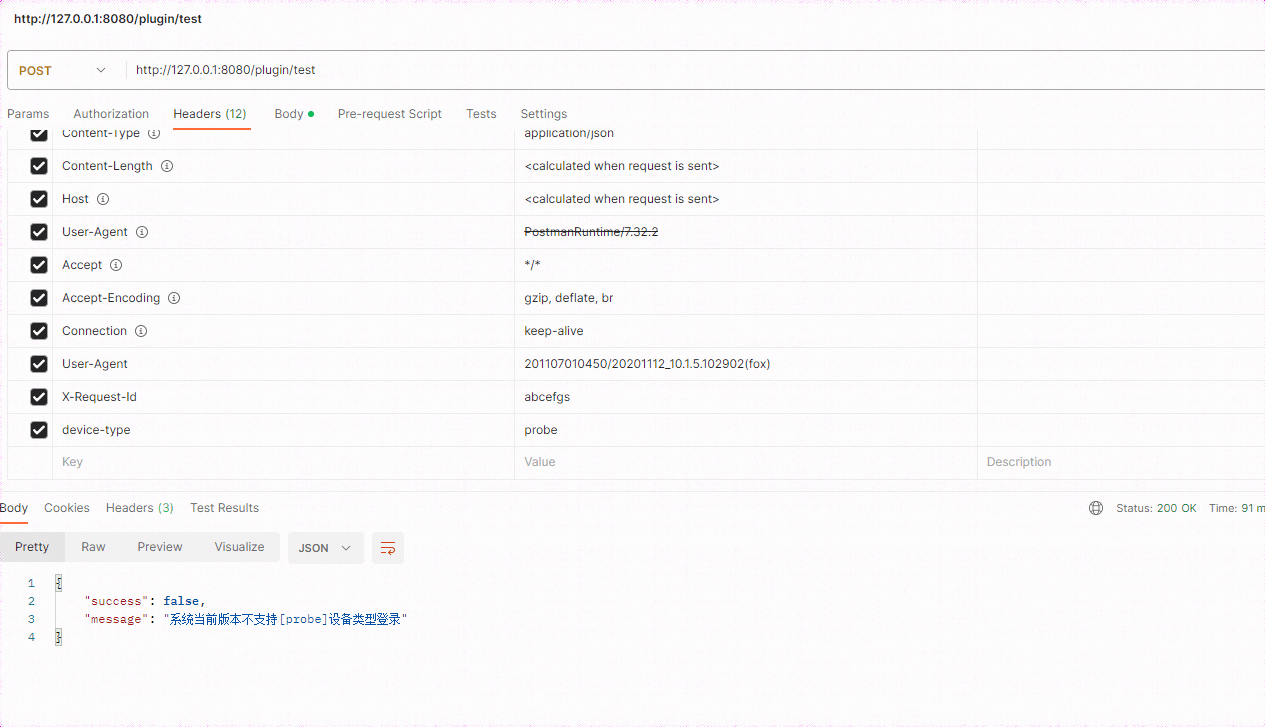 http://127.0.0.1:8080/plugin/test
POST http://127.0.0.1:8080/plugin/test
Params Authorization Headers (12) Body Pre-request Script Tests Settings
Content-Type application/json
Content-Length <calculated when request is sent>
Host <calculated when request is sent>
User-Agent PostmanRuntime/7.32.2
Accept */*
Accept-Encoding gzip, deflate, br
Connection keep-alive
User-Agent 201107010450/20201112_10.1.5.102902(fox)
X-Request-Id abcefgs
device-type probe
Key Value Description
Body Cookies Headers (3) Test Results Status: 200 OK Time: 91 m
Pretty Raw Preview Visualize JSON
1 {
2 "success": false,
3 "message": "系统当前版本不支持[probe]设备类型登录"
4 }